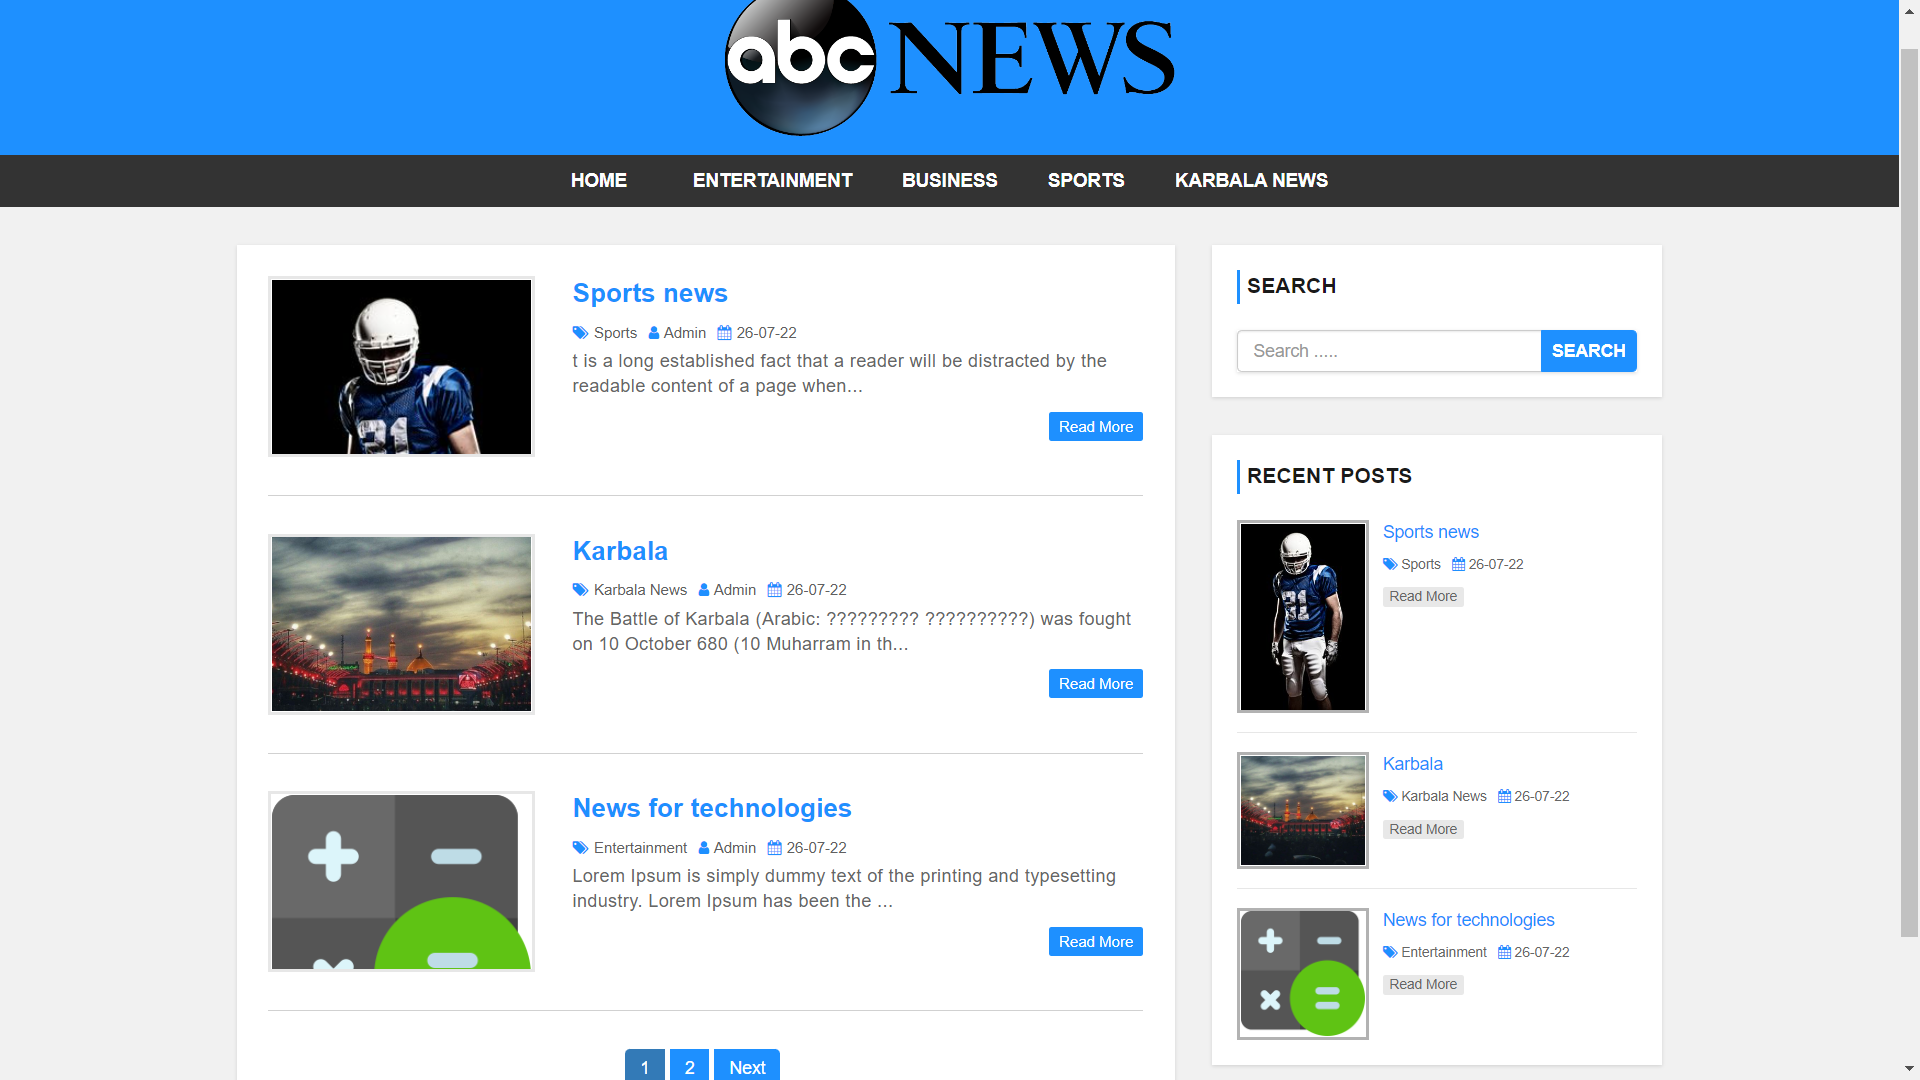 abc NEWS
HOME ENTERTAINMENT BUSINESS SPORTS KARBALA NEWS
Sports news
Sports Admin 26-07-22
t is a long established fact that a reader will be distracted by the
readable content of a page when...
Read More
21
Karbala
Karbala News Admin 26-07-22
The Battle of Karbala (Arabic: ????????? ??????????) was fought
on 10 October 680 (10 Muharram in th...
Read More
News for technologies
Entertainment Admin 26-07-22
Lorem Ipsum is simply dummy text of the printing and typesetting
industry. Lorem Ipsum has been the ...
Read More
1 2 Next
SEARCH
Search ..... SEARCH
RECENT POSTS
Sports news
Sports 26-07-22
Read More
21
Karbala
Karbala News 26-07-22
Read More
News for technologies
Entertainment 26-07-22
Read More